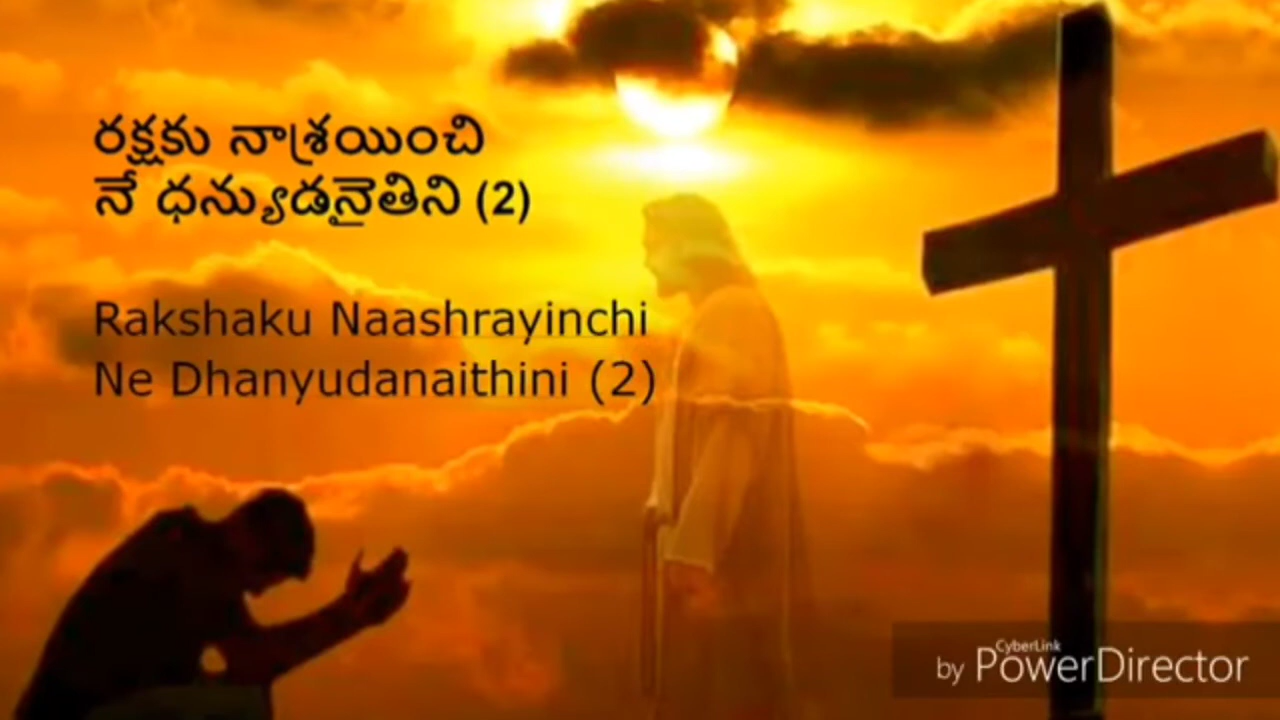 రక్షకు నాశ్రయించి
నే ధన్యుడనైతిని (2)
Rakshaku Naashrayinchi
Ne Dhanyudanaithini (2)
CyberLink
by PowerDirector